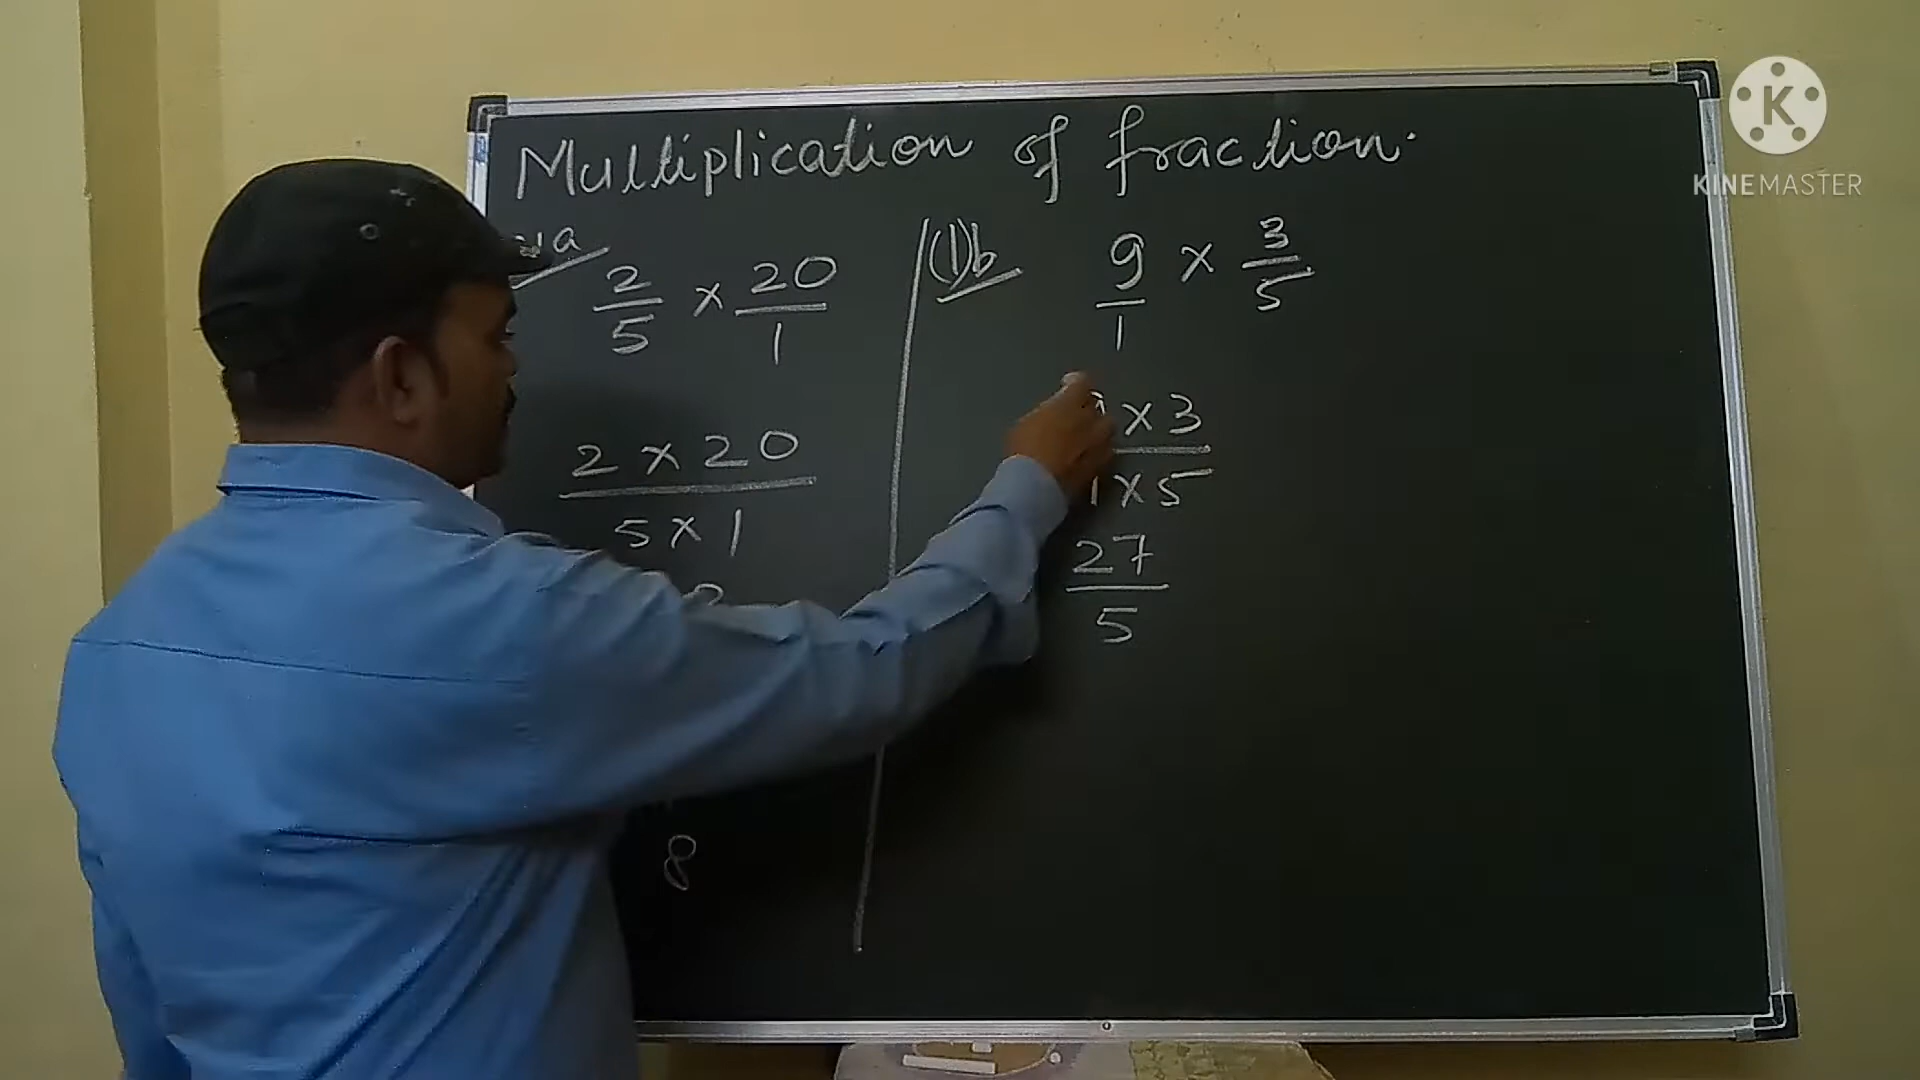 Multiplication of fraction.
a
2/5 × 20/1
2 × 20
5 × 1
8
(1)b
9/1 × 3/5
× 3
1 × 5
27
5
K
KINEMASTER